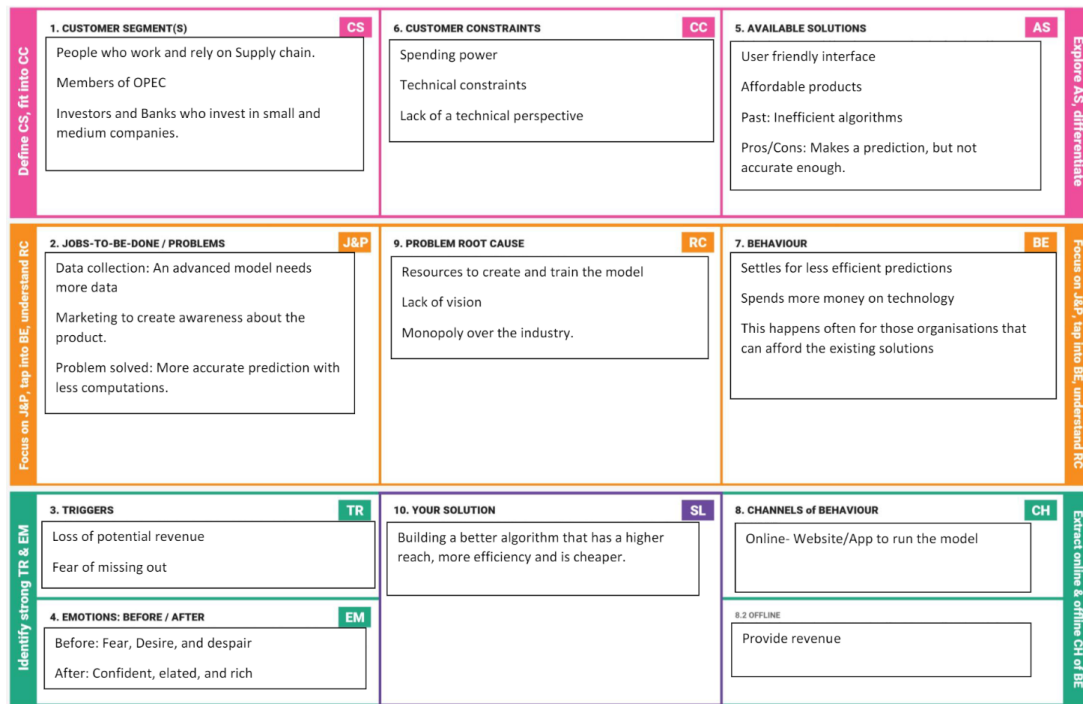 Define CS, fit into CC
1. CUSTOMER SEGMENT(S)
CS
People who work and rely on Supply chain.
Members of OPEC
Investors and Banks who invest in small and
medium companies.
6. CUSTOMER CONSTRAINTS
CC
Spending power
Technical constraints
Lack of a technical perspective
5. AVAILABLE SOLUTIONS
AS
User friendly interface
Affordable products
Past: Inefficient algorithms
Pros/Cons: Makes a prediction, but not
accurate enough.
Explore AS, differentiate
Focus on J&P, tap into BE, understand RC
2. JOBS-TO-BE-DONE / PROBLEMS
J&P
Data collection: An advanced model needs
more data
Marketing to create awareness about the
product.
Problem solved: More accurate prediction with
less computations.
9. PROBLEM ROOT CAUSE
RC
Resources to create and train the model
Lack of vision
Monopoly over the industry.
7. BEHAVIOUR
BE
Settles for less efficient predictions
Spends more money on technology
This happens often for those organisations that
can afford the existing solutions
Focus on J&P, tap into BE, understand RC
Identify strong TR & EM
3. TRIGGERS
TR
Loss of potential revenue
Fear of missing out
4. EMOTIONS: BEFORE / AFTER
EM
Before: Fear, Desire, and despair
After: Confident, elated, and rich
10. YOUR SOLUTION
SL
Building a better algorithm that has a higher
reach, more efficiency and is cheaper.
8. CHANNELS of BEHAVIOUR
CH
Online- Website/App to run the model
8.2 OFFLINE
Provide revenue
Extract online & offline CH of BE